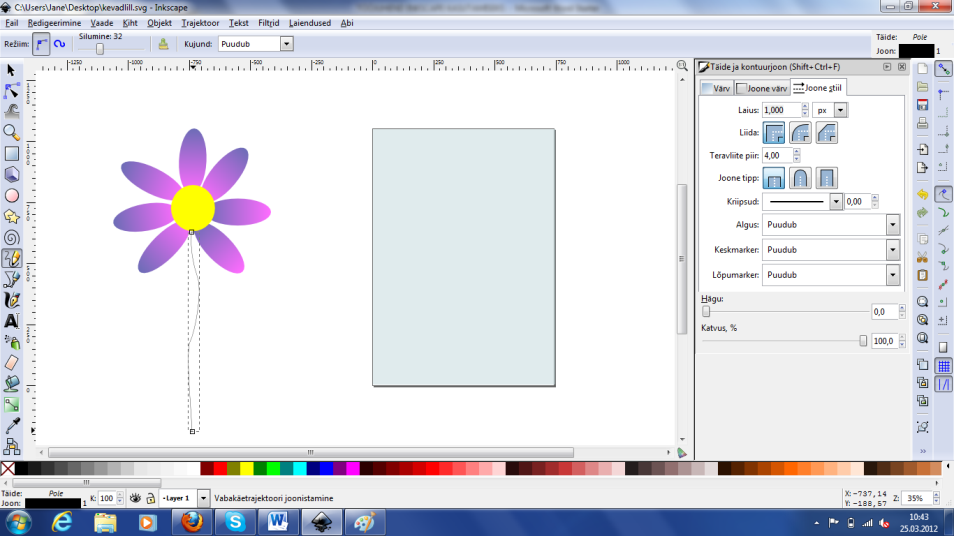 C:\Users\Jane\Desktop\kevadlill.svg - Inkscape
Fail Redigeerimine Vaade Kiht Objekt Trajektoor Tekst Filtrid Laiendused Abi
Režiim: Silumine: 32 Kujund: Puudub
Täide: Pole
Joon: 1
-1250 -1000 -750 -500 -250 0 250 500 750 1000
Täide ja kontuurjoon (Shift+Ctrl+F)
Värv Joone värv Joone stiil
Laius: 1,000 px
Liida:
Teravliite piir: 4,00
Joone tipp:
Kriipsud: 0,00
Algus: Puudub
Keskmarker: Puudub
Lõpumarker: Puudub
Hägu:
0,0
Katvus, %
100,0
Täide: Pole
Joon: 1
K: 100
Layer 1
Vabakäetrajektoori joonistamine
X: -737,14
Y: -188,57
Z: 35%
10:43
25.03.2012